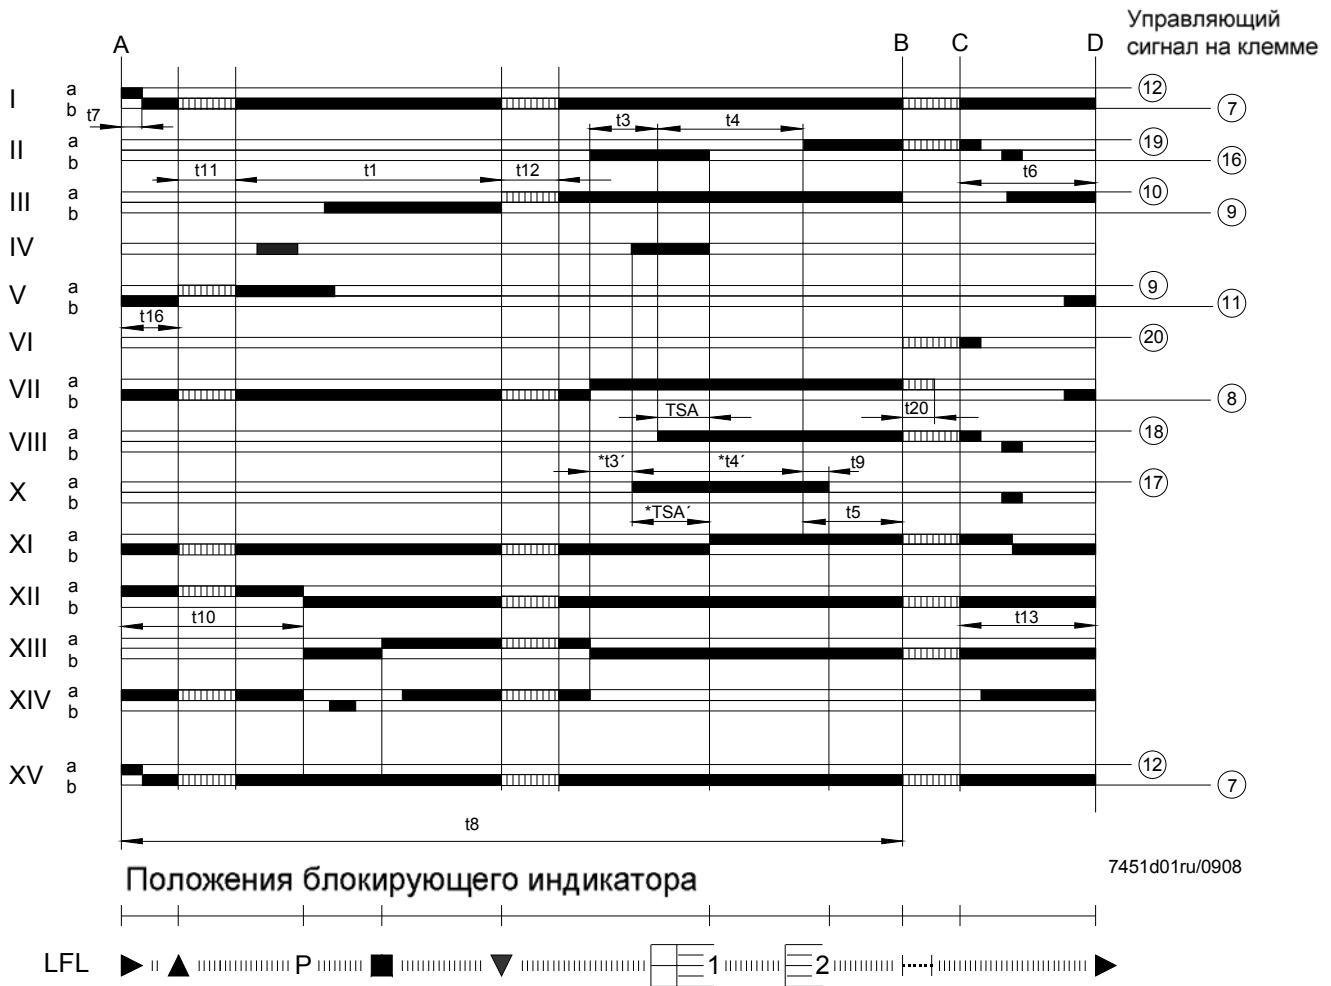 Управляющий
сигнал на клемме
A B C D
I a b t7 12 7
II a b t3 t4 19 16
t11 t1 t12 t6
III a b 10 9
IV
V a b 9 11
t16
VI 20
VII a b 8
TSA t20
VIII a b 18
*t3´ *t4´ t9
X a b 17
*TSA´ t5
XI a b
XII a b
t10 t13
XIII a b
XIV a b
XV a b 12 7
t8
7451d01ru/0908
Положения блокирующего индикатора
LFL P 1 2